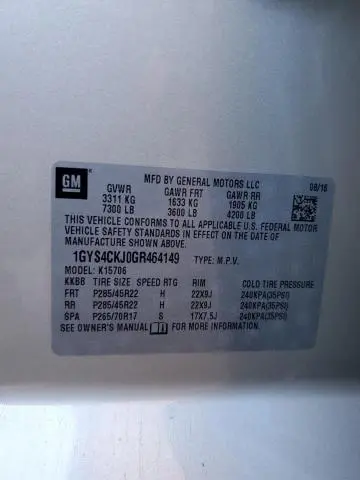 GM
MFD BY GENERAL MOTORS LLC
08/16
GVWR GAWR FRT GAWR RR
3311 KG 1633 KG 1905 KG
7300 LB 3600 LB 4200 LB
THIS VEHICLE CONFORMS TO ALL APPLICABLE U.S. FEDERAL MOTOR
VEHICLE SAFETY STANDARDS IN EFFECT ON THE DATE OF
MANUFACTURE SHOWN ABOVE.
1GYS4CKJ0GR464149 TYPE: M.P.V.
MODEL: K15706
KKBB TIRE SIZE SPEED RTG RIM COLD TIRE PRESSURE
FRT P285/45R22 H 22X9J 240KPA(35PSI)
RR P285/45R22 H 22X9J 240KPA(35PSI)
SPA P265/70R17 S 17X7.5J 240KPA(35PSI)
SEE OWNER'S MANUAL FOR MORE INFORMATION.